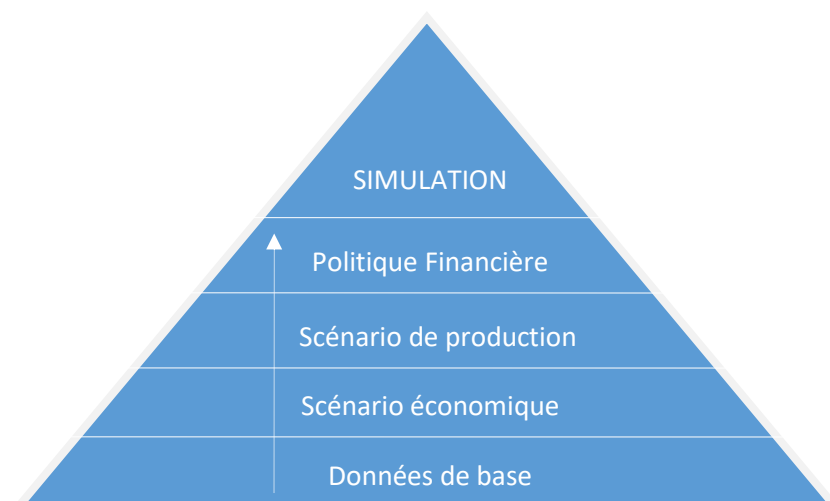 SIMULATION
Politique Financière
Scénario de production
Scénario économique
Données de base